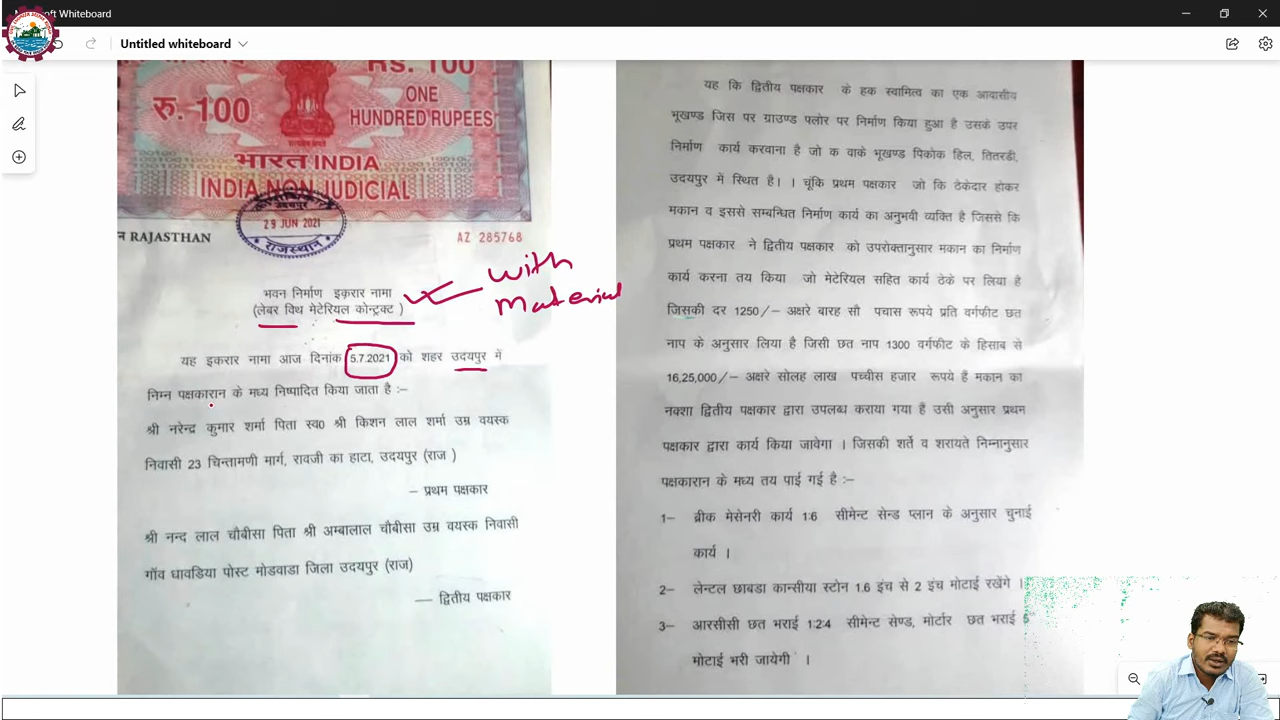 Whiteboard
Untitled whiteboard
RS. 100
रु. 100
ONE
HUNDRED RUPEES
सत्यमेव जयते
भारत INDIA
INDIA NON JUDICIAL
उदयपुर
29 JUN 2021
राजस्थान
RAJASTHAN
AZ 285768
भवन निर्माण इकरार नामा
(लेबर विथ मेटेरियल कोन्ट्रक्ट )
with
Material
यह इकरार नामा आज दिनांक 5.7.2021 को शहर उदयपुर में
निम्न पक्षकारान के मध्य निष्पादित किया जाता है :–
श्री नरेन्द्र कुमार शर्मा पिता स्व0 श्री किशन लाल शर्मा उम्र वयस्क
निवासी 23 चिन्तामणी मार्ग, रावजी का हाटा, उदयपुर (राज )
– प्रथम पक्षकार
श्री नन्द लाल चौबीसा पिता श्री अम्बालाल चौबीसा उम्र वयस्क निवासी
गॉव धावडिया पोस्ट मोडवाडा जिला उदयपुर (राज)
— द्वितीय पक्षकार
यह कि द्वितीय पक्षकार के हक स्वामित्व का एक आवासीय
भूखण्ड जिस पर ग्राउण्ड फ्लोर पर निर्माण किया हुआ है उसके उपर
निर्माण कार्य करवाना है जो क वाके भूखण्ड पिकोक हिल, तितरडी,
उदयपुर में स्थित है। । चूंकि प्रथम पक्षकार जो कि ठेकेदार होकर
मकान व इससे सम्बन्धित निर्माण कार्य का अनुभवी व्यक्ति है जिससे कि
प्रथम पक्षकार ने द्वितीय पक्षकार को उपरोक्तानुसार मकान का निर्माण
कार्य करना तय किया जो मेटेरियल सहित कार्य ठेके पर लिया है
जिसकी दर 1250/– अक्षरे बारह सौ पचास रूपये प्रति वर्गफीट छत
नाप के अनुसार लिया है जिसी छत नाप 1300 वर्गफीट के हिसाब से
16,25,000/– अक्षरे सोलह लाख पच्चीस हजार रूपये हैं मकान का
नक्शा द्वितीय पक्षकार द्वारा उपलब्ध कराया गया हैं उसी अनुसार प्रथम
पक्षकार द्वारा कार्य किया जावेगा । जिसकी शर्ते व शरायते निम्नानुसार
पक्षकारान के मध्य तय पाई गई है :–
1– ब्रीक मेसेनरी कार्य 1:6 सीमेन्ट सेन्ड प्लान के अनुसार चुनाई
कार्य ।
2– लेन्टल छाबडा कान्सीया स्टोन 1.6 इंच से 2 इंच मोटाई रखेंगे ।
3– आरसीसी छत भराई 1:2:4 सीमेन्ट सेण्ड, मोर्टार छत भराई 5"
मोटाई भरी जायेगी ।